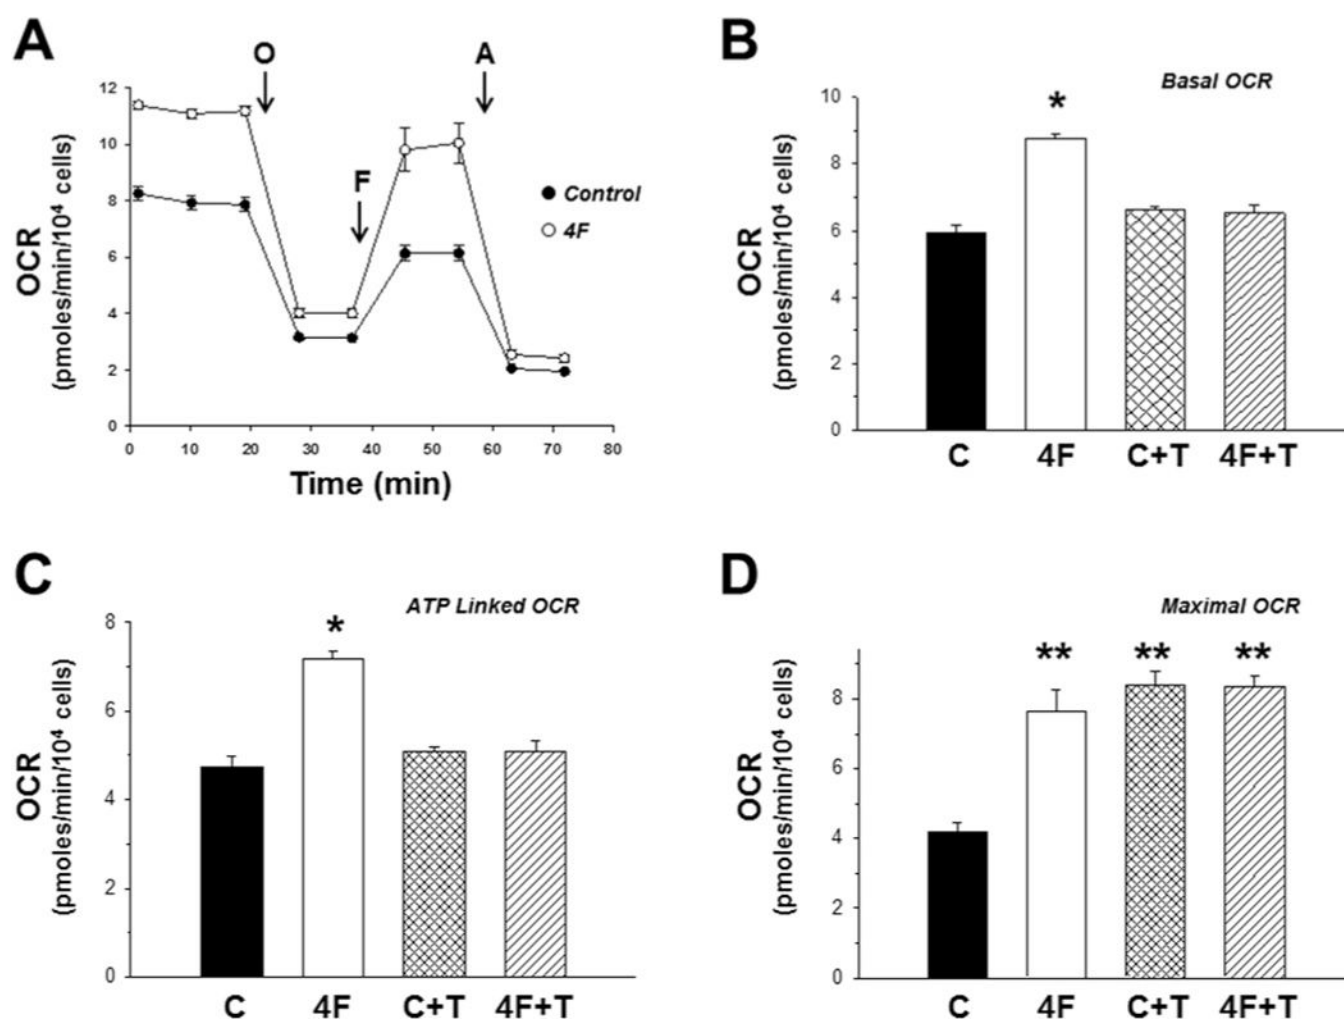 A
O
A
F
12
10
8
6
4
2
0
OCR
(pmoles/min/10⁴ cells)
Control
4F
0 10 20 30 40 50 60 70 80
Time (min)
B
Basal OCR
*
10
8
6
4
2
0
OCR
(pmoles/min/10⁴ cells)
C 4F C+T 4F+T
C
ATP Linked OCR
*
8
6
4
2
0
OCR
(pmoles/min/10⁴ cells)
C 4F C+T 4F+T
D
Maximal OCR
** ** **
8
6
4
2
0
OCR
(pmoles/min/10⁴ cells)
C 4F C+T 4F+T